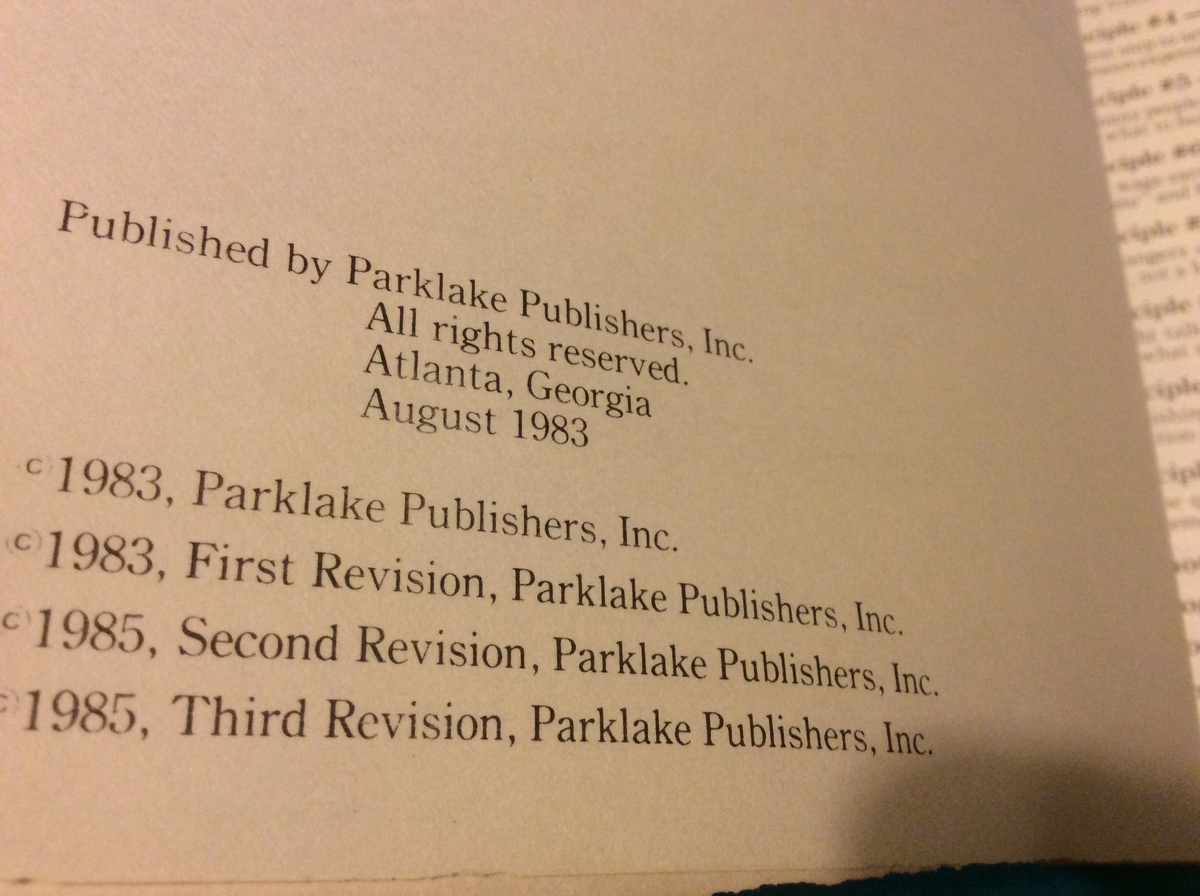 Published by Parklake Publishers, Inc.
All rights reserved.
Atlanta, Georgia
August 1983
©1983, Parklake Publishers, Inc.
©1983, First Revision, Parklake Publishers, Inc.
©1985, Second Revision, Parklake Publishers, Inc.
©1985, Third Revision, Parklake Publishers, Inc.